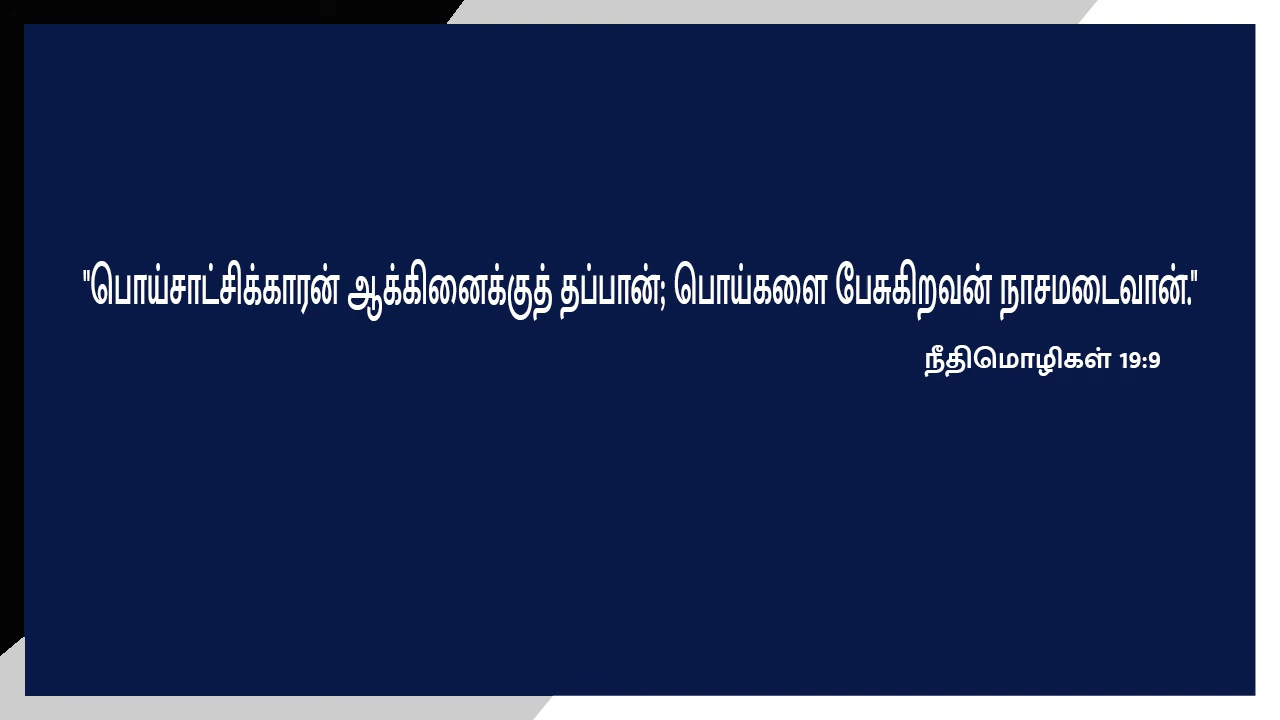 "பொய்சாட்சிக்காரன் ஆக்கினைக்குத் தப்பான்; பொய்களை பேசுகிறவன் நாசமடைவான்."
நீதிமொழிகள் 19:9